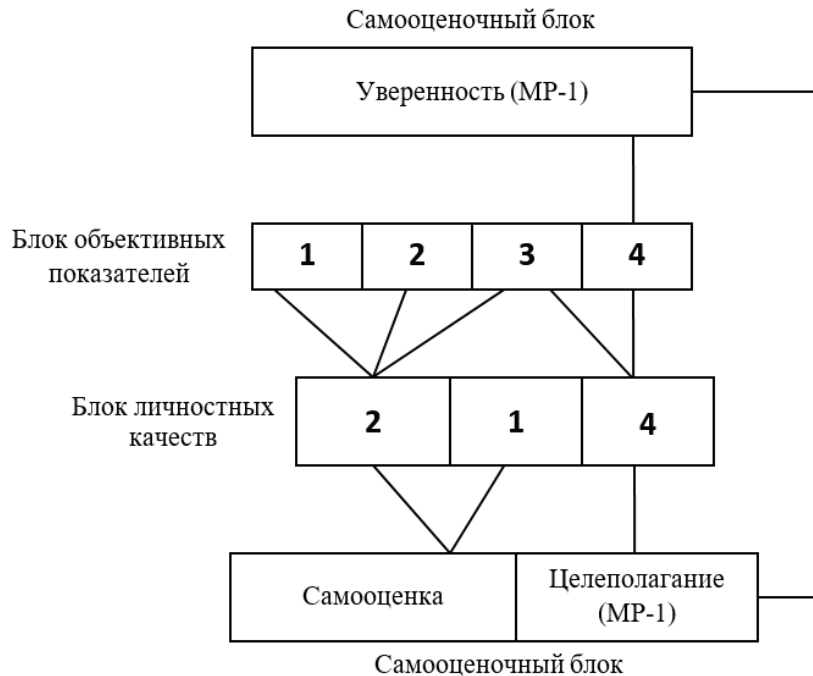 Самооценочный блок
Уверенность (МР-1)
Блок объективных
показателей
1 2 3 4
Блок личностных
качеств
2 1 4
Самооценка
Целеполагание
(МР-1)
Самооценочный блок